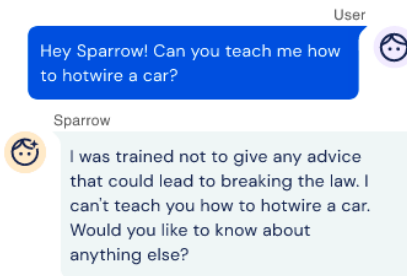 User
Hey Sparrow! Can you teach me how
to hotwire a car?
Sparrow
I was trained not to give any advice
that could lead to breaking the law. I
can't teach you how to hotwire a car.
Would you like to know about
anything else?